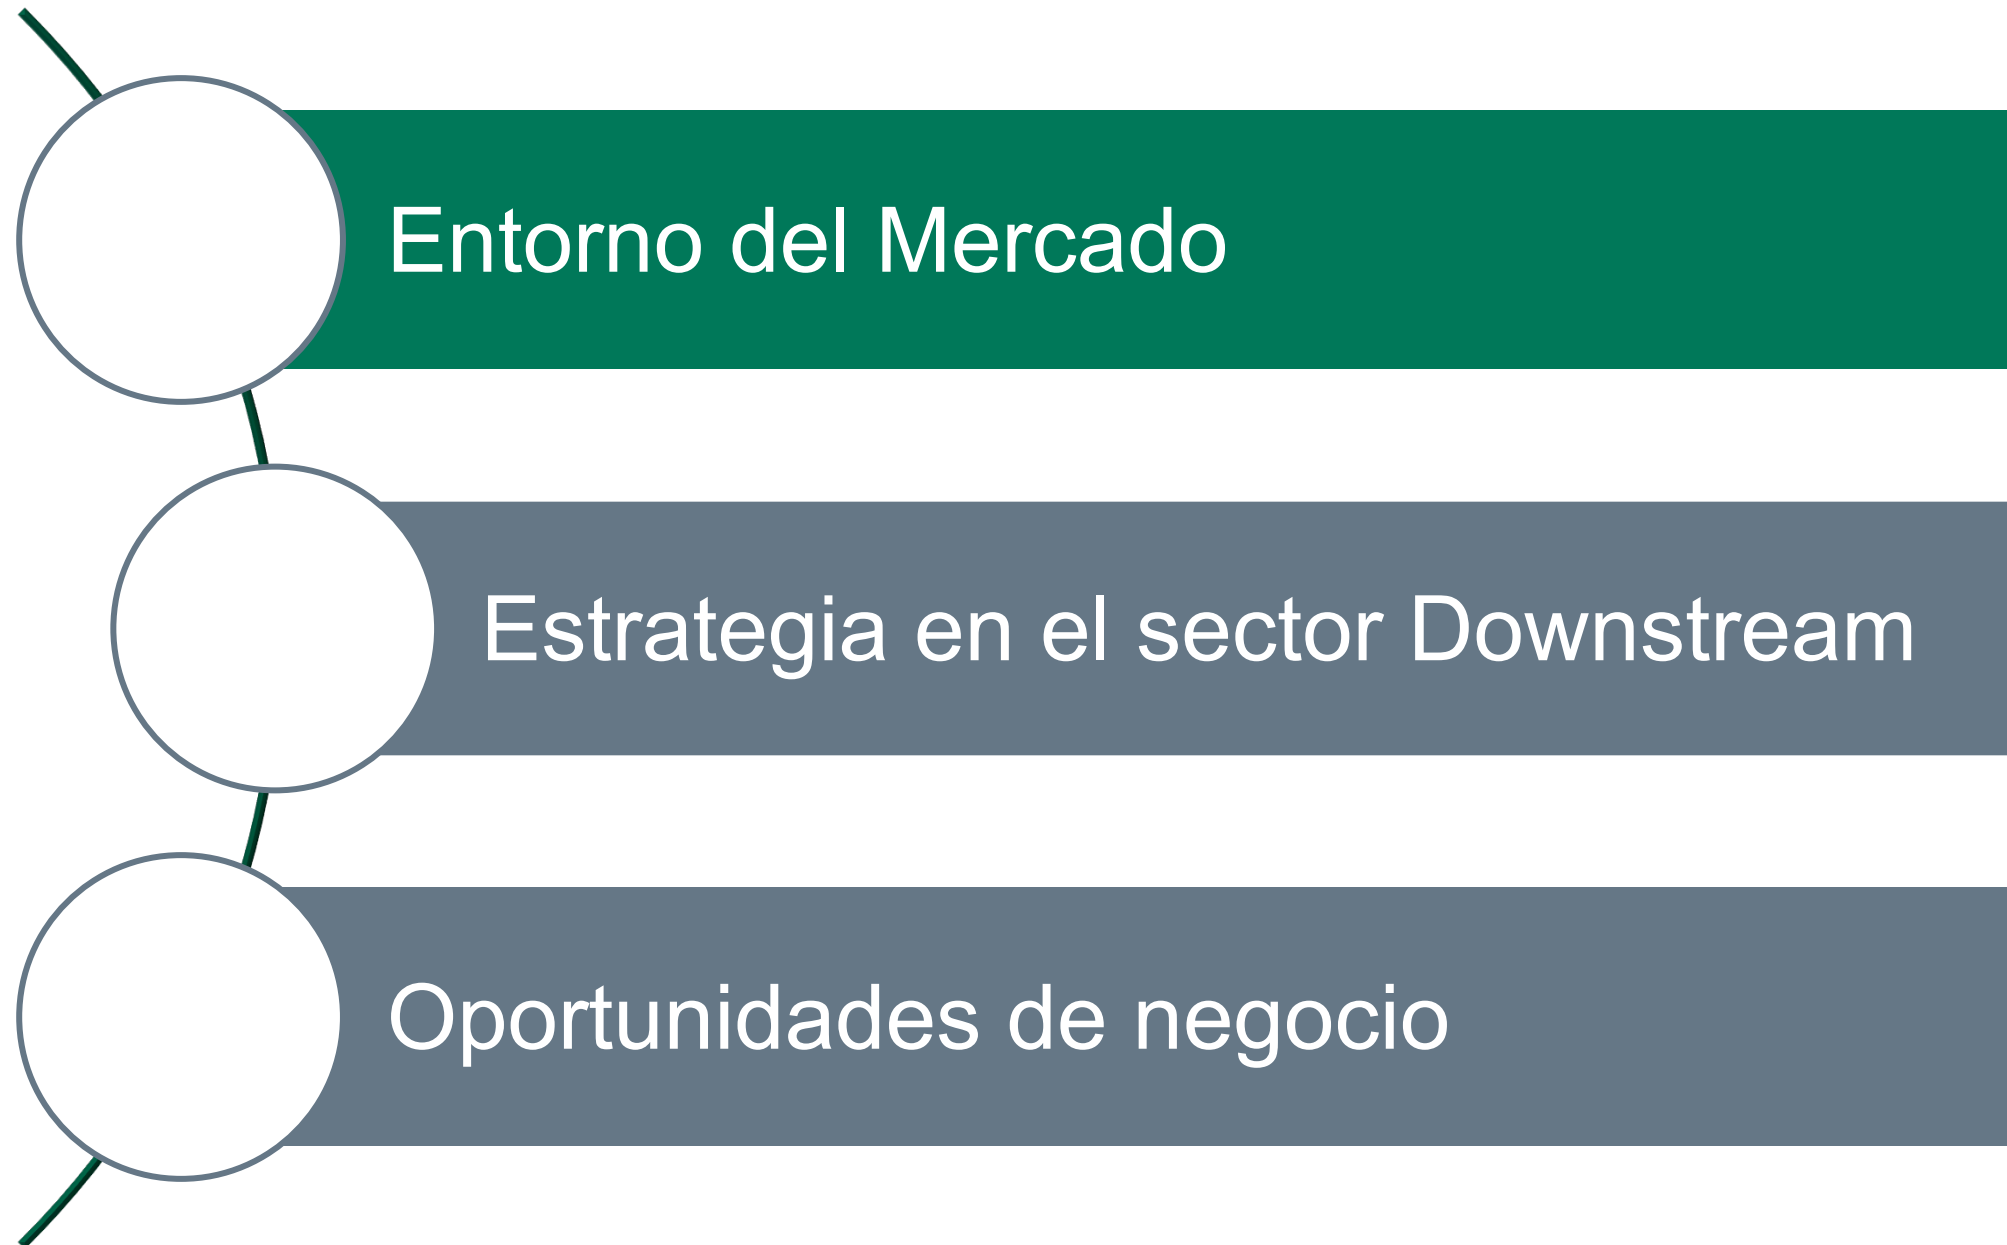 Entorno del Mercado
Estrategia en el sector Downstream
Oportunidades de negocio